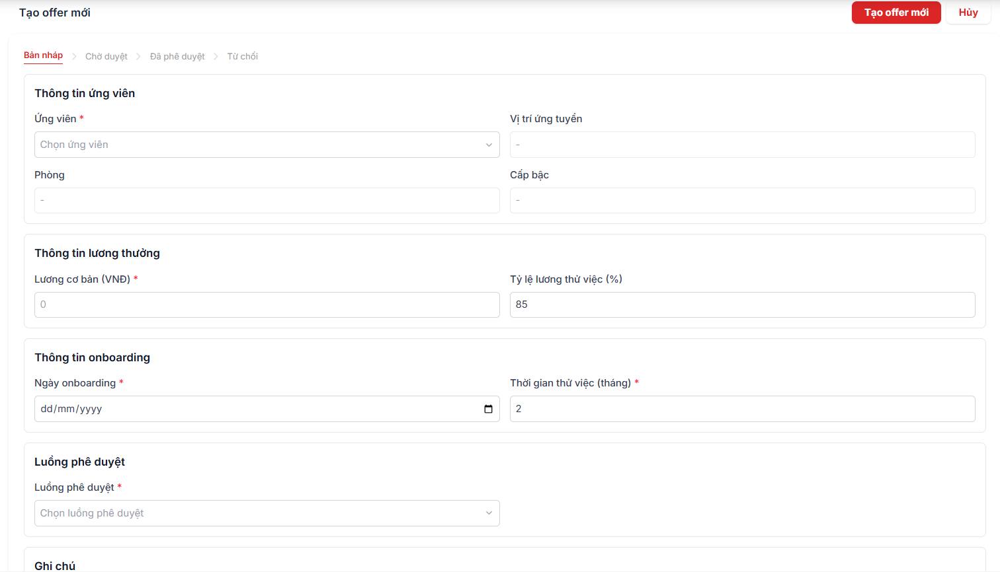 Tạo offer mới
Tạo offer mới
Hủy
Bản nháp
Chờ duyệt
Đã phê duyệt
Từ chối
Thông tin ứng viên
Ứng viên *
Vị trí ứng tuyển
Chọn ứng viên
-
Phòng
Cấp bậc
-
-
Thông tin lương thưởng
Lương cơ bản (VNĐ) *
Tỷ lệ lương thử việc (%)
0
85
Thông tin onboarding
Ngày onboarding *
Thời gian thử việc (tháng) *
dd/mm/yyyy
2
Luồng phê duyệt
Luồng phê duyệt *
Chọn luồng phê duyệt
Ghi chú